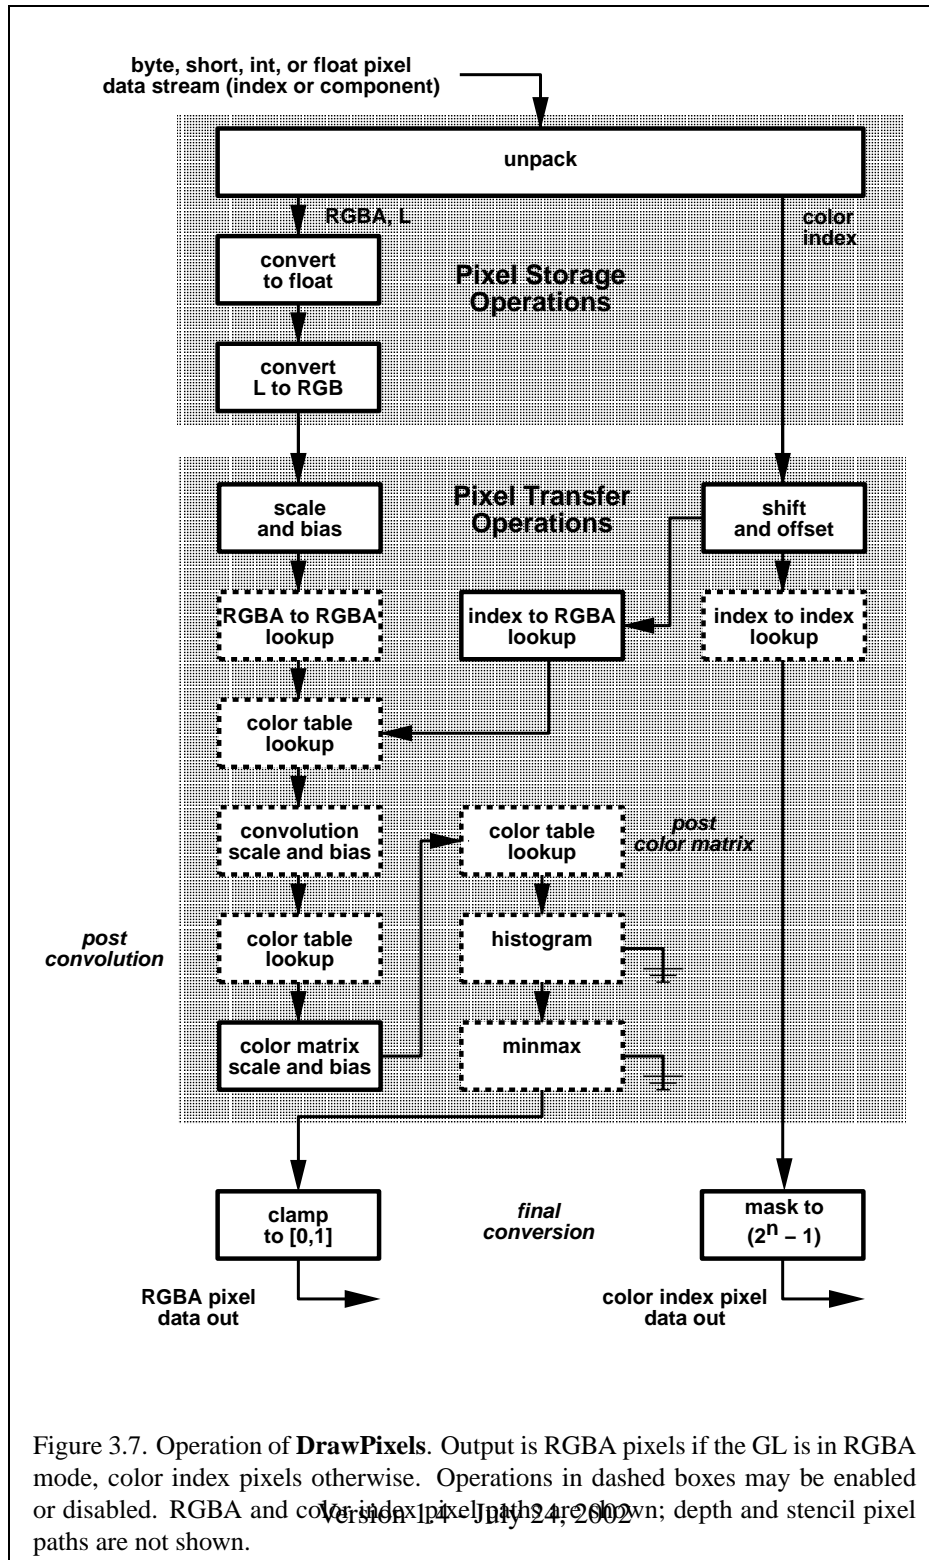 byte, short, int, or float pixel
data stream (index or component)
unpack
RGBA, L
color
index
convert
to float
Pixel Storage
Operations
convert
L to RGB
scale
and bias
Pixel Transfer
Operations
shift
and offset
RGBA to RGBA
lookup
index to RGBA
lookup
index to index
lookup
color table
lookup
convolution
scale and bias
color table
lookup
post
color matrix
post
convolution
color table
lookup
histogram
color matrix
scale and bias
minmax
clamp
to [0,1]
final
conversion
mask to
(2^n − 1)
RGBA pixel
data out
color index pixel
data out
Figure 3.7. Operation of DrawPixels. Output is RGBA pixels if the GL is in RGBA
mode, color index pixels otherwise. Operations in dashed boxes may be enabled
or disabled. RGBA and color index pixel paths are shown; depth and stencil pixel
Version 1.4 - July 24, 2002
paths are not shown.